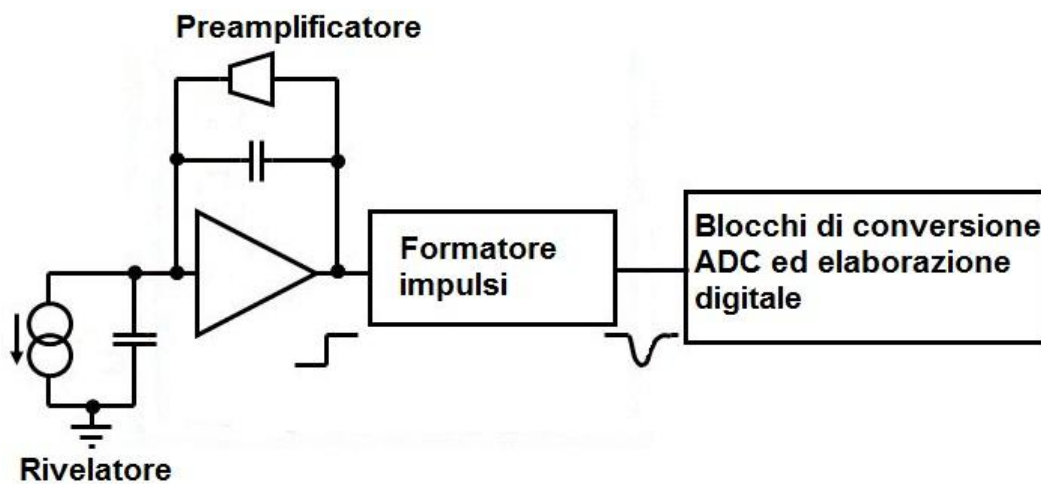 Preamplificatore
Formatore
impulsi
Blocchi di conversione
ADC ed elaborazione
digitale
Rivelatore